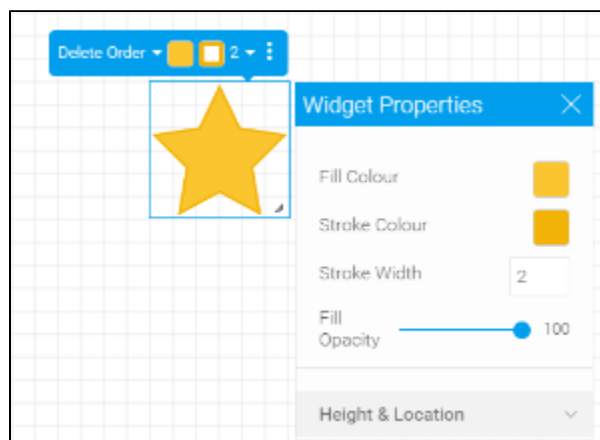 Delete Order 2
Widget Properties
Fill Colour
Stroke Colour
Stroke Width 2
Fill
Opacity 100
Height & Location